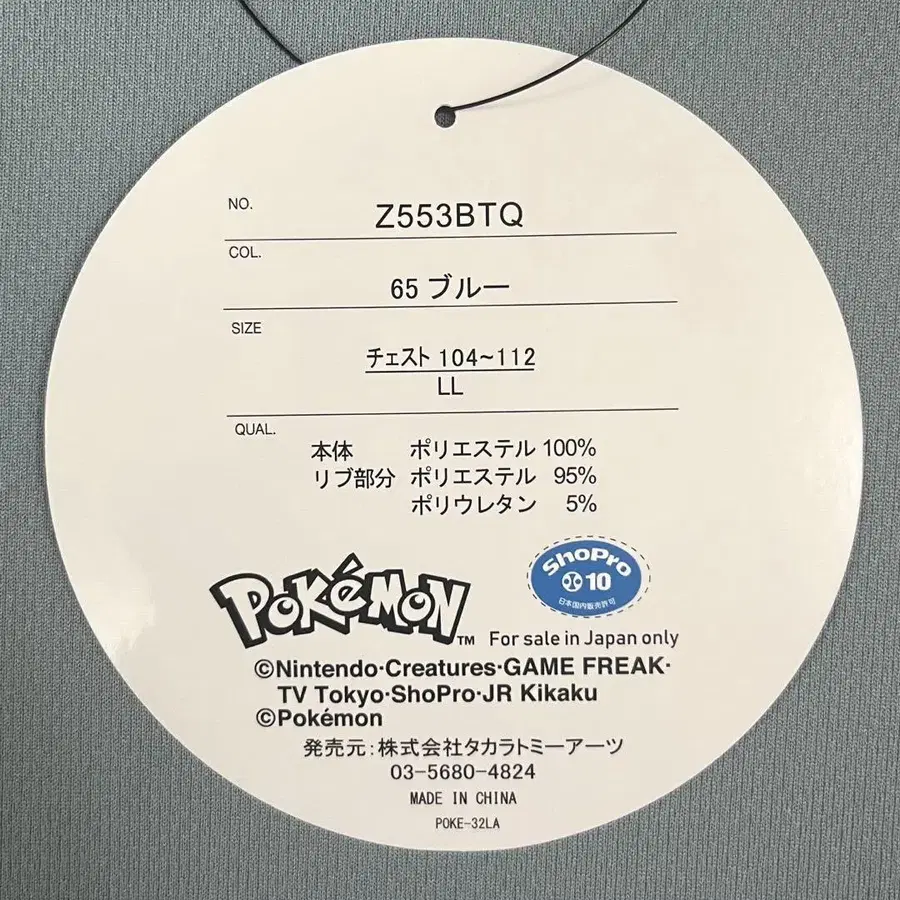 NO.
Z553BTQ
COL.
65 ブルー
SIZE
チェスト 104~112
LL
QUAL.
本体 ポリエステル 100%
リブ部分 ポリエステル 95%
ポリウレタン 5%
ShoPro
10
日本国内販売許可
POKéMON™ For sale in Japan only
©Nintendo·Creatures·GAME FREAK·
TV Tokyo·ShoPro·JR Kikaku
©Pokémon
発売元:株式会社タカラトミーアーツ
03-5680-4824
MADE IN CHINA
POKE-32LA